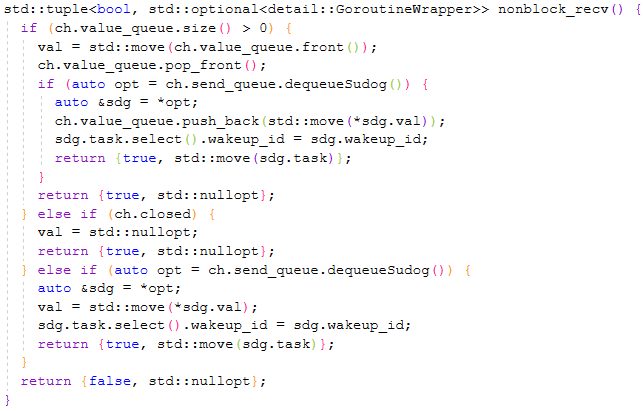 std::tuple<bool, std::optional<detail::GoroutineWrapper>> nonblock_recv() {
  if (ch.value_queue.size() > 0) {
    val = std::move(ch.value_queue.front());
    ch.value_queue.pop_front();
    if (auto opt = ch.send_queue.dequeueSudog()) {
      auto &sdg = *opt;
      ch.value_queue.push_back(std::move(*sdg.val));
      sdg.task.select().wakeup_id = sdg.wakeup_id;
      return {true, std::move(sdg.task)};
    }
    return {true, std::nullopt};
  } else if (ch.closed) {
    val = std::nullopt;
    return {true, std::nullopt};
  } else if (auto opt = ch.send_queue.dequeueSudog()) {
    auto &sdg = *opt;
    val = std::move(*sdg.val);
    sdg.task.select().wakeup_id = sdg.wakeup_id;
    return {true, std::move(sdg.task)};
  }
  return {false, std::nullopt};
}